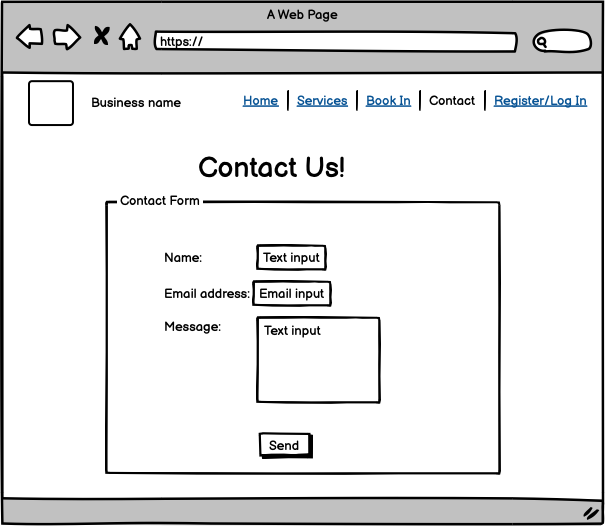 A Web Page
https://
Business name
Home Services Book In Contact Register/Log In
Contact Us!
Contact Form
Name: Text input
Email address: Email input
Message: Text input
Send